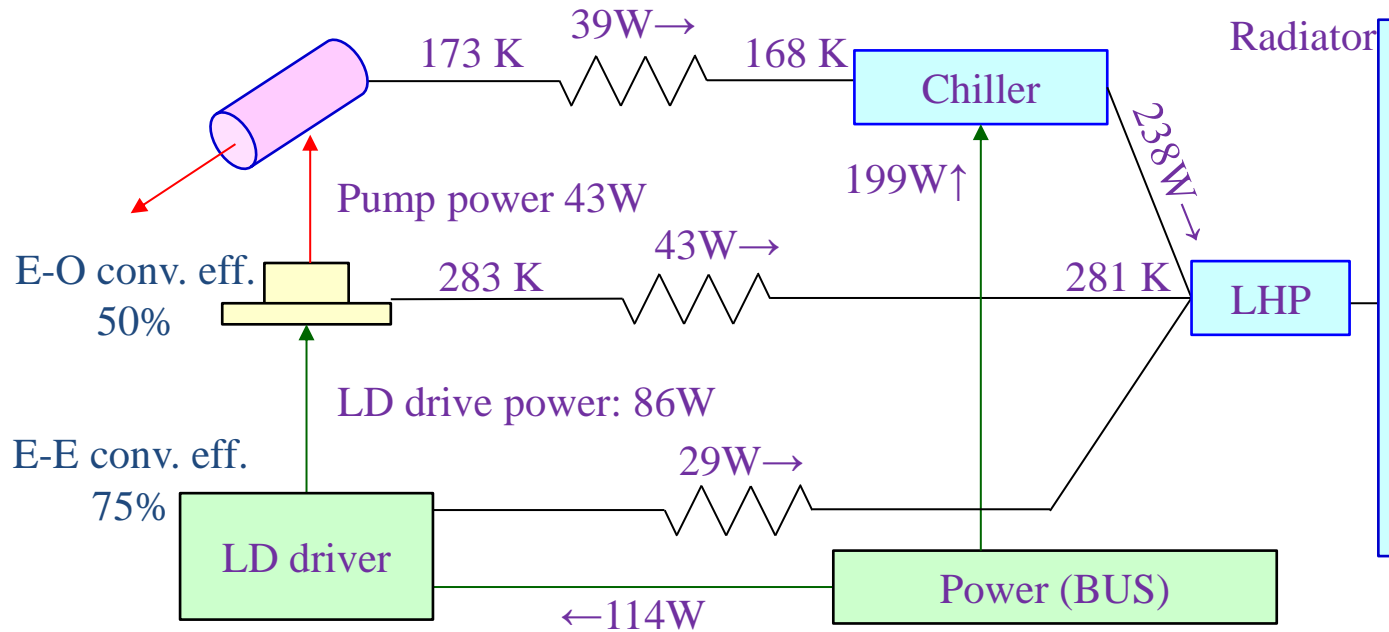 39W→
Radiator
173 K
168 K
Chiller
238W→
199W↑
Pump power 43W
43W→
E-O conv. eff.
50%
283 K
281 K
LHP
LD drive power: 86W
E-E conv. eff.
75%
29W→
LD driver
Power (BUS)
←114W